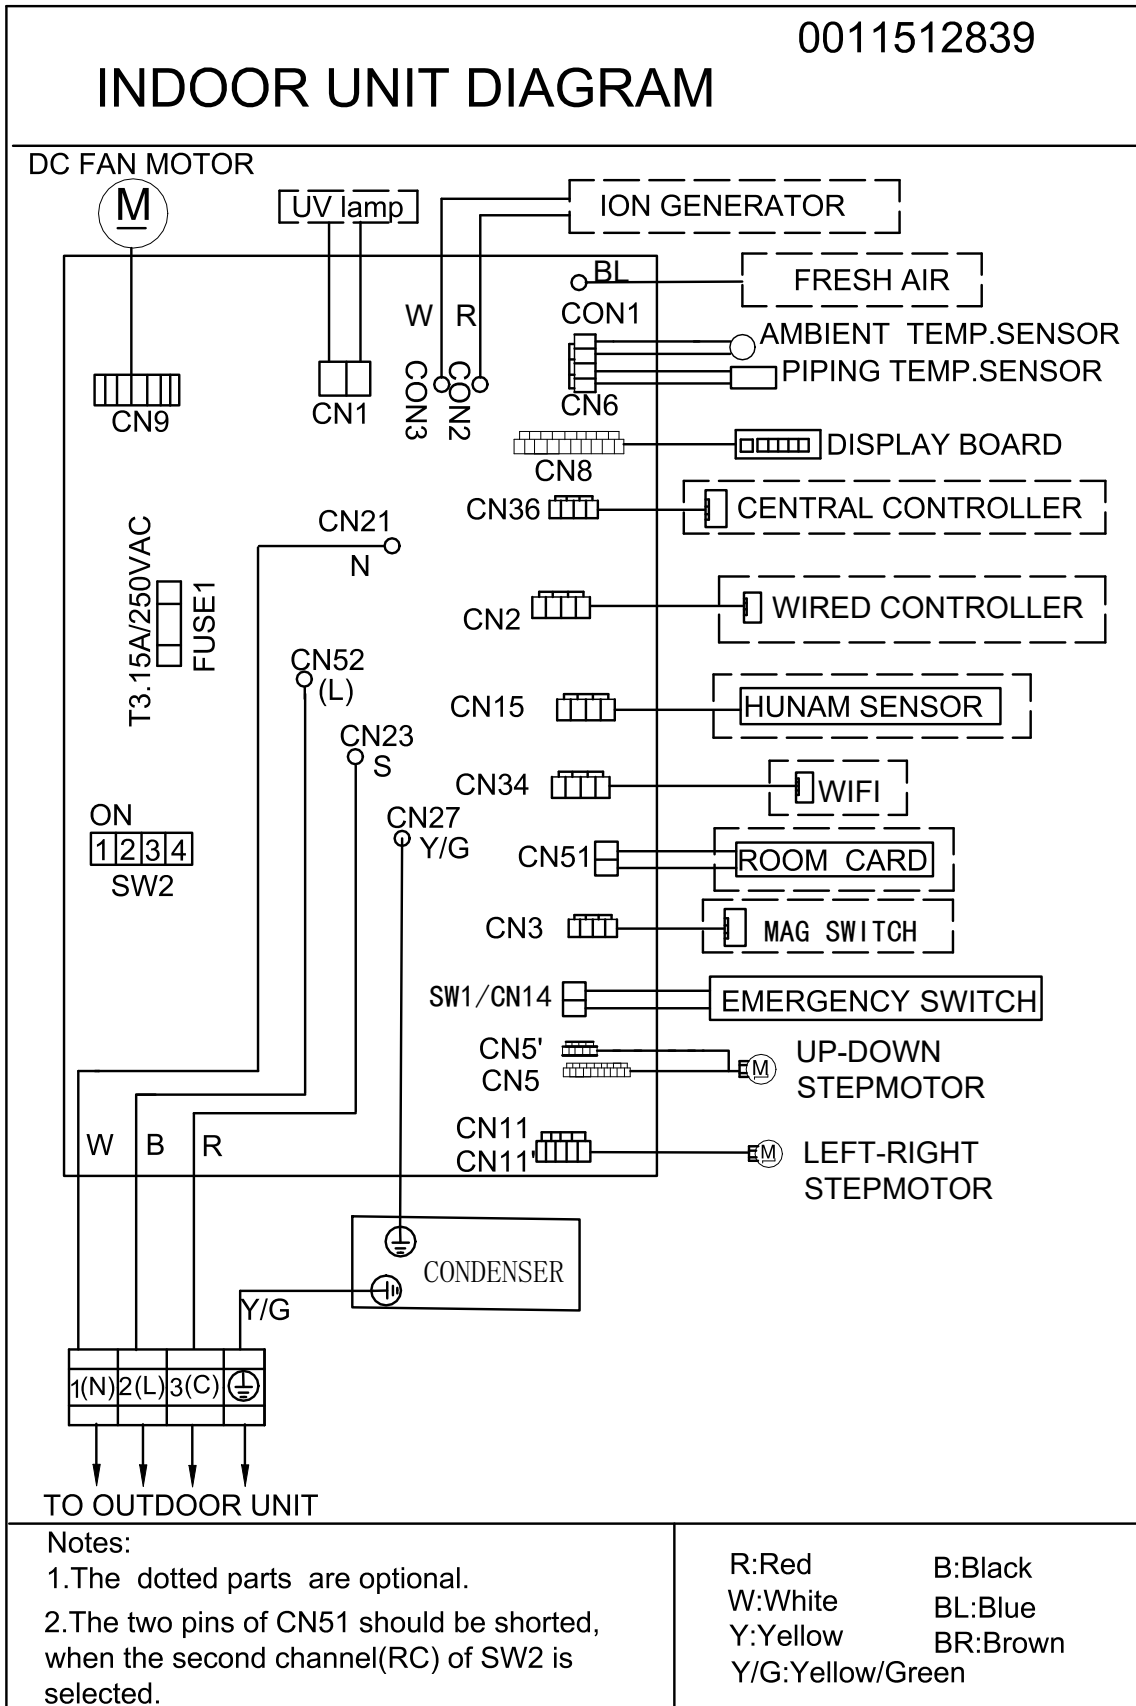 0011512839
INDOOR UNIT DIAGRAM
DC FAN MOTOR
M
UV lamp
ION GENERATOR
BL
FRESH AIR
W R
CON1
AMBIENT TEMP.SENSOR
PIPING TEMP.SENSOR
CN9
CN1
CON3
CON2
CN6
DISPLAY BOARD
CN8
CN36
CENTRAL CONTROLLER
CN21
N
T3.15A/250VAC
FUSE1
CN2
WIRED CONTROLLER
CN52
(L)
CN15
HUNAM SENSOR
CN23
S
CN34
WIFI
ON
1 2 3 4
SW2
CN27
Y/G
CN51
ROOM CARD
CN3
MAG SWITCH
SW1/CN14
EMERGENCY SWITCH
CN5'
CN5
M
UP-DOWN
STEPMOTOR
W B R
CN11
CN11'
M
LEFT-RIGHT
STEPMOTOR
CONDENSER
Y/G
1(N) 2(L) 3(C)
TO OUTDOOR UNIT
Notes:
1.The dotted parts are optional.
2.The two pins of CN51 should be shorted,
when the second channel(RC) of SW2 is
selected.
R:Red B:Black
W:White BL:Blue
Y:Yellow BR:Brown
Y/G:Yellow/Green